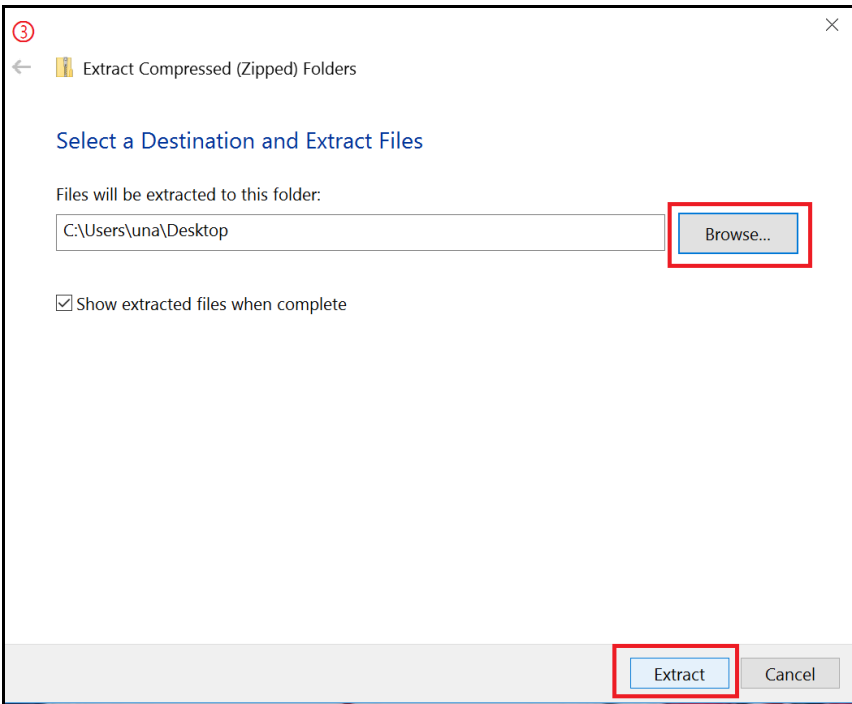 ③
Extract Compressed (Zipped) Folders
Select a Destination and Extract Files
Files will be extracted to this folder:
C:\Users\una\Desktop
Browse...
Show extracted files when complete
Extract
Cancel